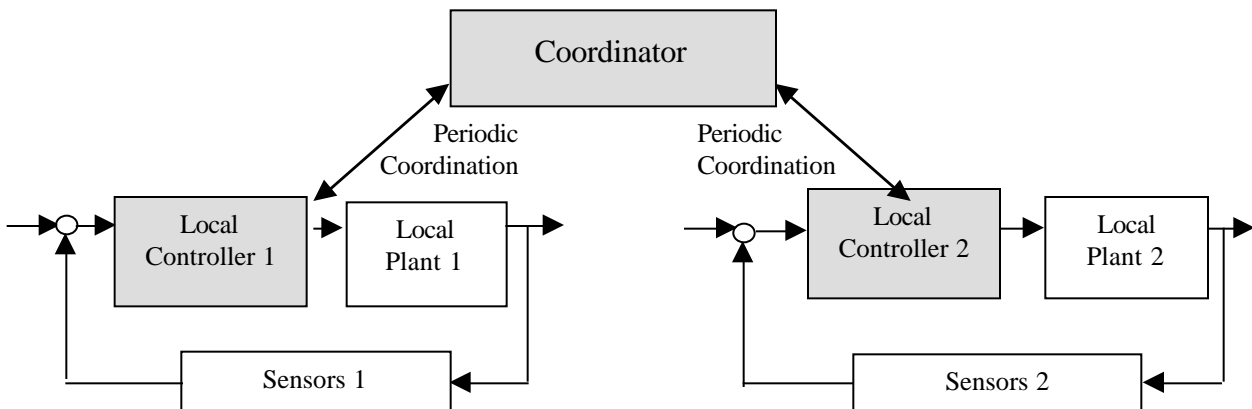 Coordinator
Periodic
Coordination
Periodic
Coordination
Local
Controller 1
Local
Plant 1
Sensors 1
Local
Controller 2
Local
Plant 2
Sensors 2